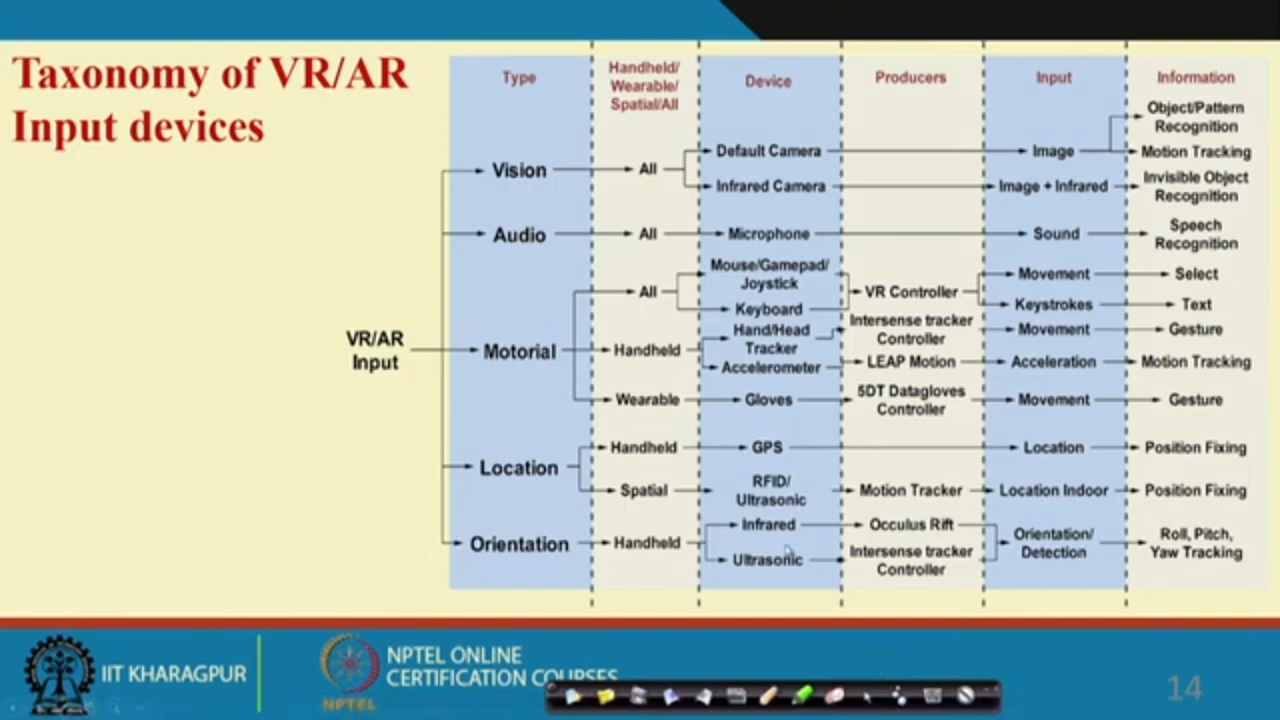 Taxonomy of VR/AR
Input devices
Type
Handheld/
Wearable/
Spatial/All
Device
Producers
Input
Information
VR/AR
Input
Vision
All
Default Camera
Image
Object/Pattern
Recognition
Motion Tracking
Infrared Camera
Image + Infrared
Invisible Object
Recognition
Audio
All
Microphone
Sound
Speech
Recognition
Motorial
All
Mouse/Gamepad/
Joystick
Keyboard
VR Controller
Movement
Select
Keystrokes
Text
Handheld
Hand/Head
Tracker
Intersense tracker
Controller
Movement
Gesture
Accelerometer
LEAP Motion
Acceleration
Motion Tracking
Wearable
Gloves
5DT Datagloves
Controller
Movement
Gesture
Location
Handheld
GPS
Location
Position Fixing
Spatial
RFID/
Ultrasonic
Motion Tracker
Location Indoor
Position Fixing
Orientation
Handheld
Infrared
Occulus Rift
Ultrasonic
Intersense tracker
Controller
Orientation/
Detection
Roll, Pitch,
Yaw Tracking
IIT KHARAGPUR
NPTEL
NPTEL ONLINE
CERTIFICATION COURSES
14